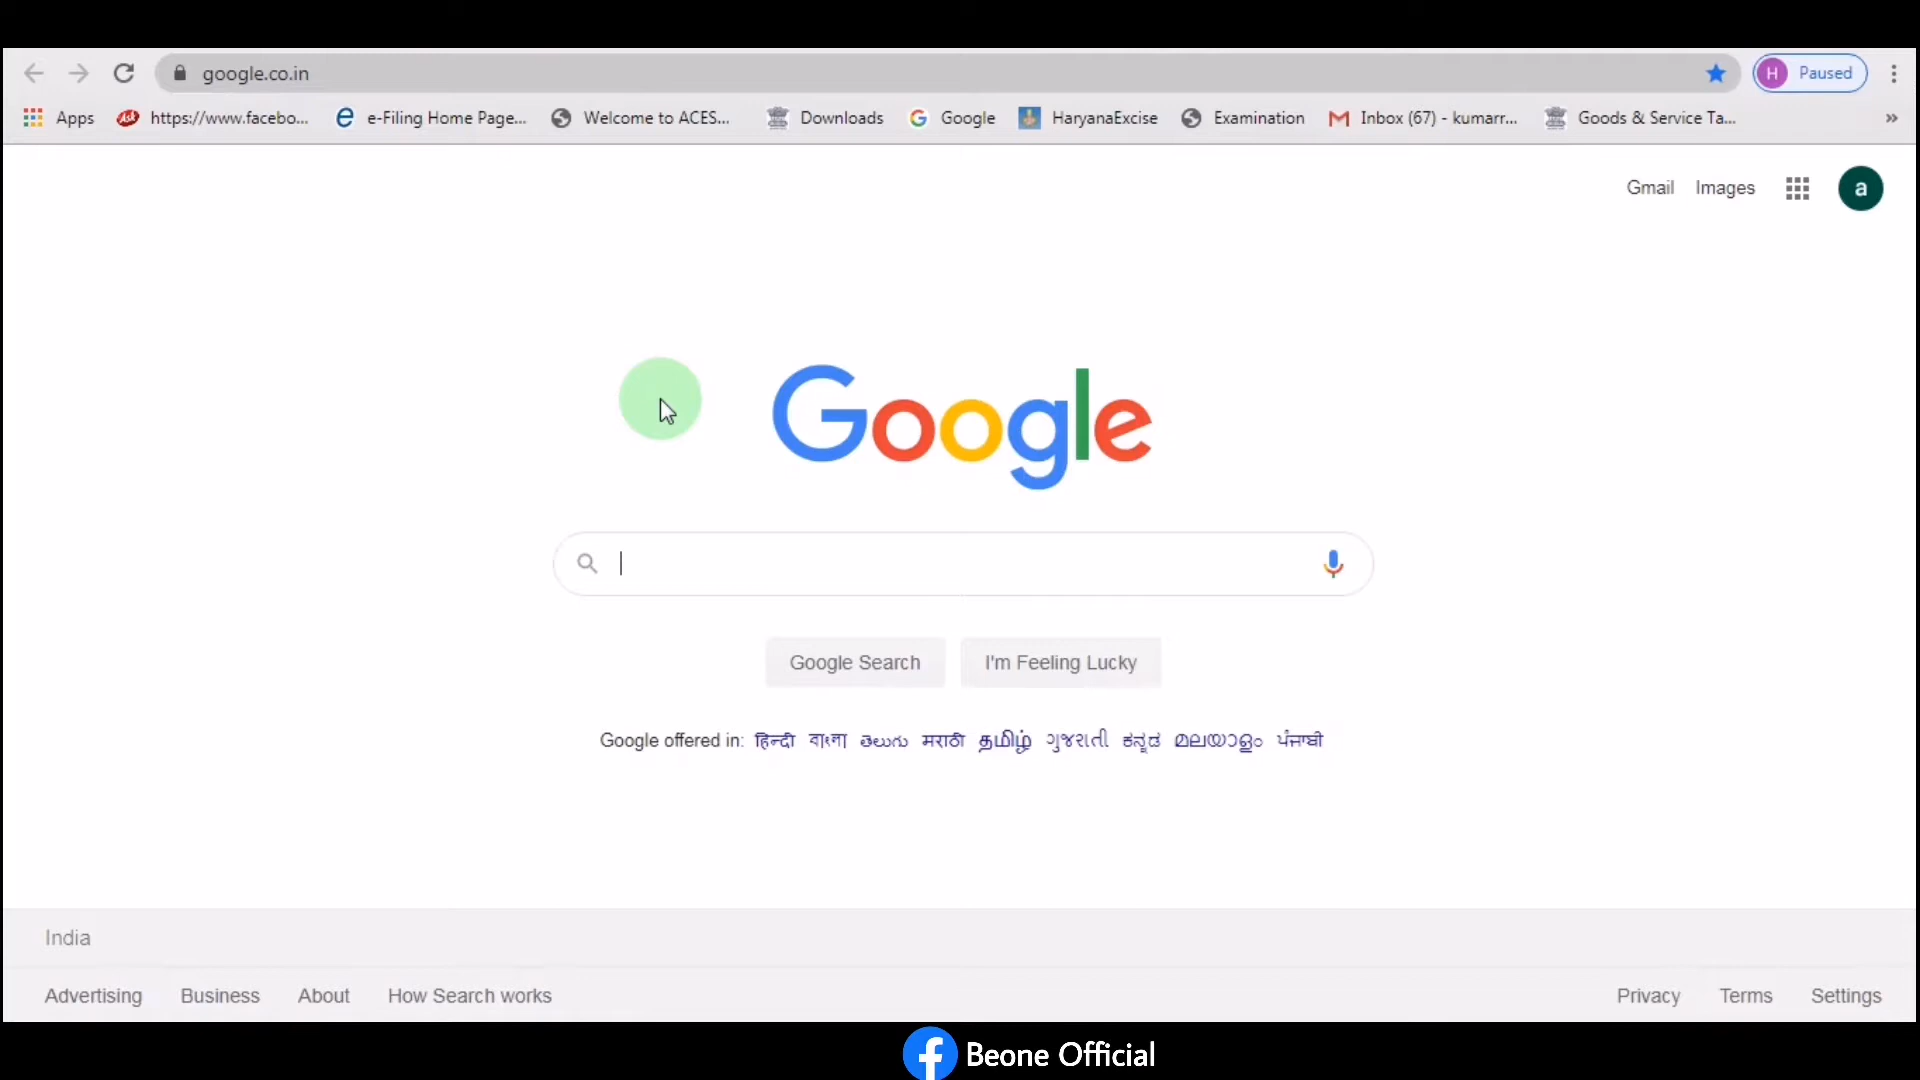 google.co.in
H Paused
Apps Ask https://www.facebo... e-Filing Home Page... Welcome to ACES... Downloads Google HaryanaExcise Examination Inbox (67) - kumarr... Goods & Service Ta... »
Gmail Images a
Google
Google Search I'm Feeling Lucky
Google offered in: हिन्दी বাংলা తెలుగు मराठी தமிழ் ગુજરાતી ಕನ್ನಡ മലയാളം ਪੰਜਾਬੀ
India
Advertising Business About How Search works Privacy Terms Settings
Beone Official